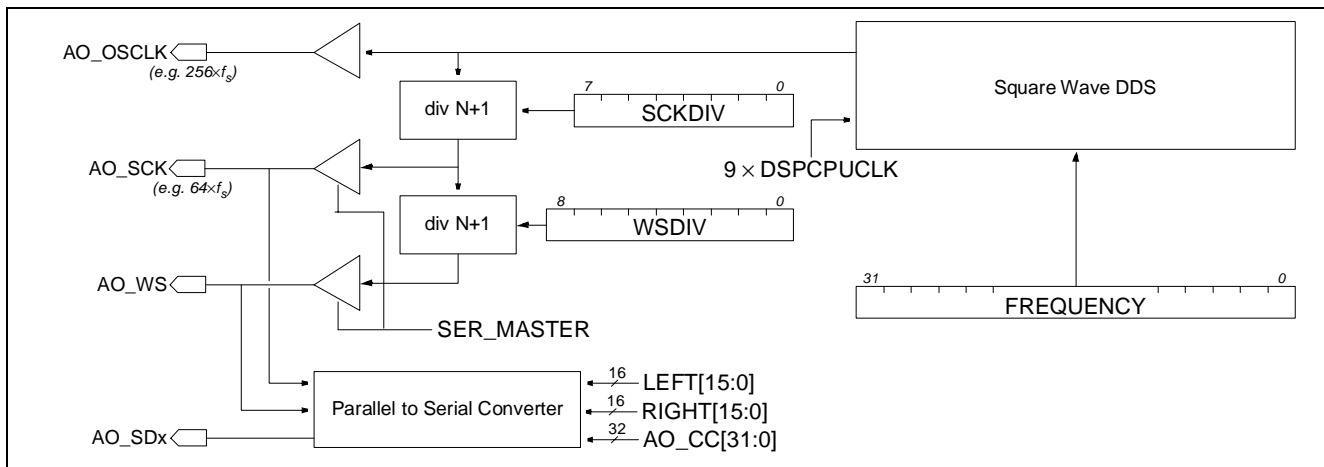 AO_OSCLK
(e.g. 256×fs)
7 0
div N+1
SCKDIV
Square Wave DDS
AO_SCK
(e.g. 64×fs)
9 × DSPCPUCLK
8 0
div N+1
WSDIV
AO_WS
31 0
FREQUENCY
SER_MASTER
16 LEFT[15:0]
Parallel to Serial Converter
16 RIGHT[15:0]
32 AO_CC[31:0]
AO_SDx